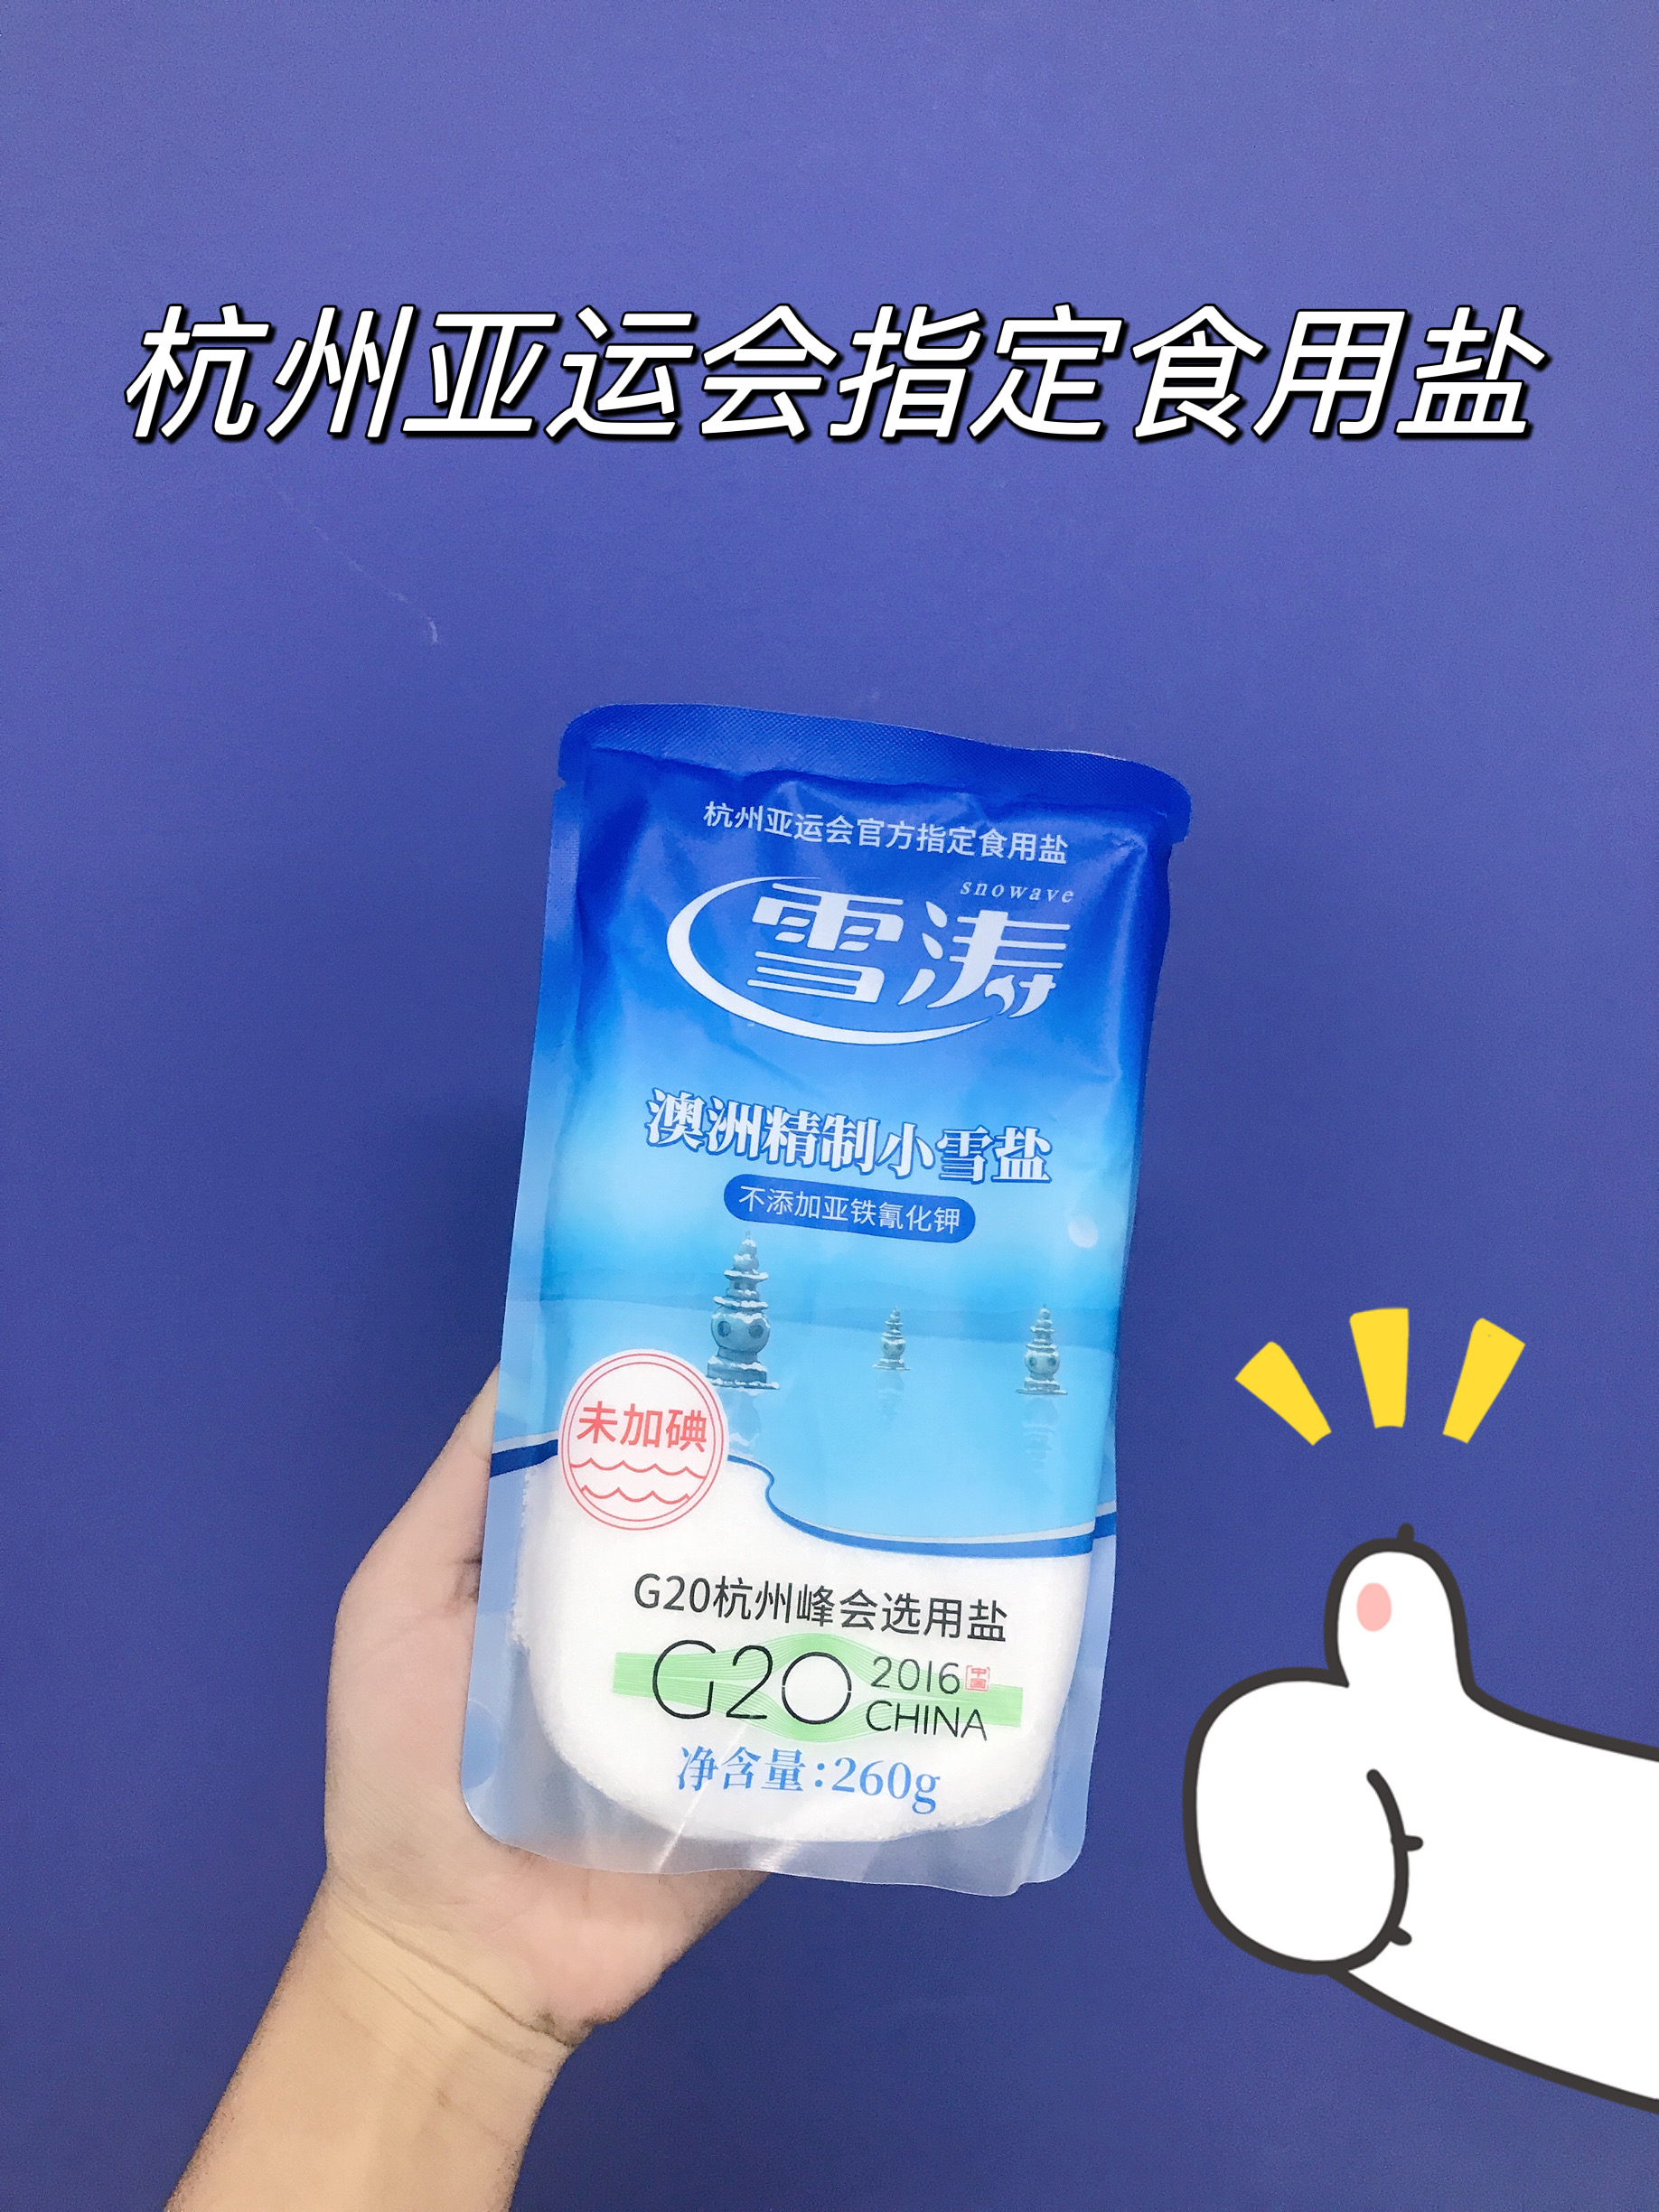 杭州亚运会指定食用盐
杭州亚运会官方指定食用盐
snowave
雪涛
澳洲精制小雪盐
不添加亚铁氰化钾
未加碘
G20杭州峰会选用盐
G20 2016 中国
CHINA
净含量:260g